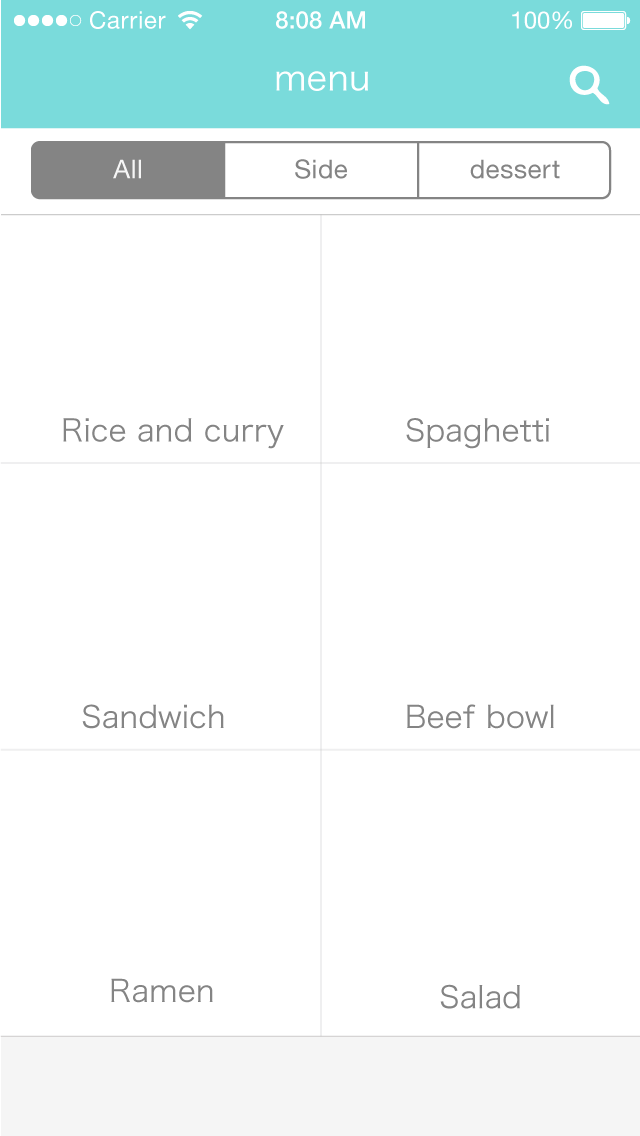 Carrier 8:08 AM 100%
menu
All Side dessert
Rice and curry Spaghetti
Sandwich Beef bowl
Ramen Salad